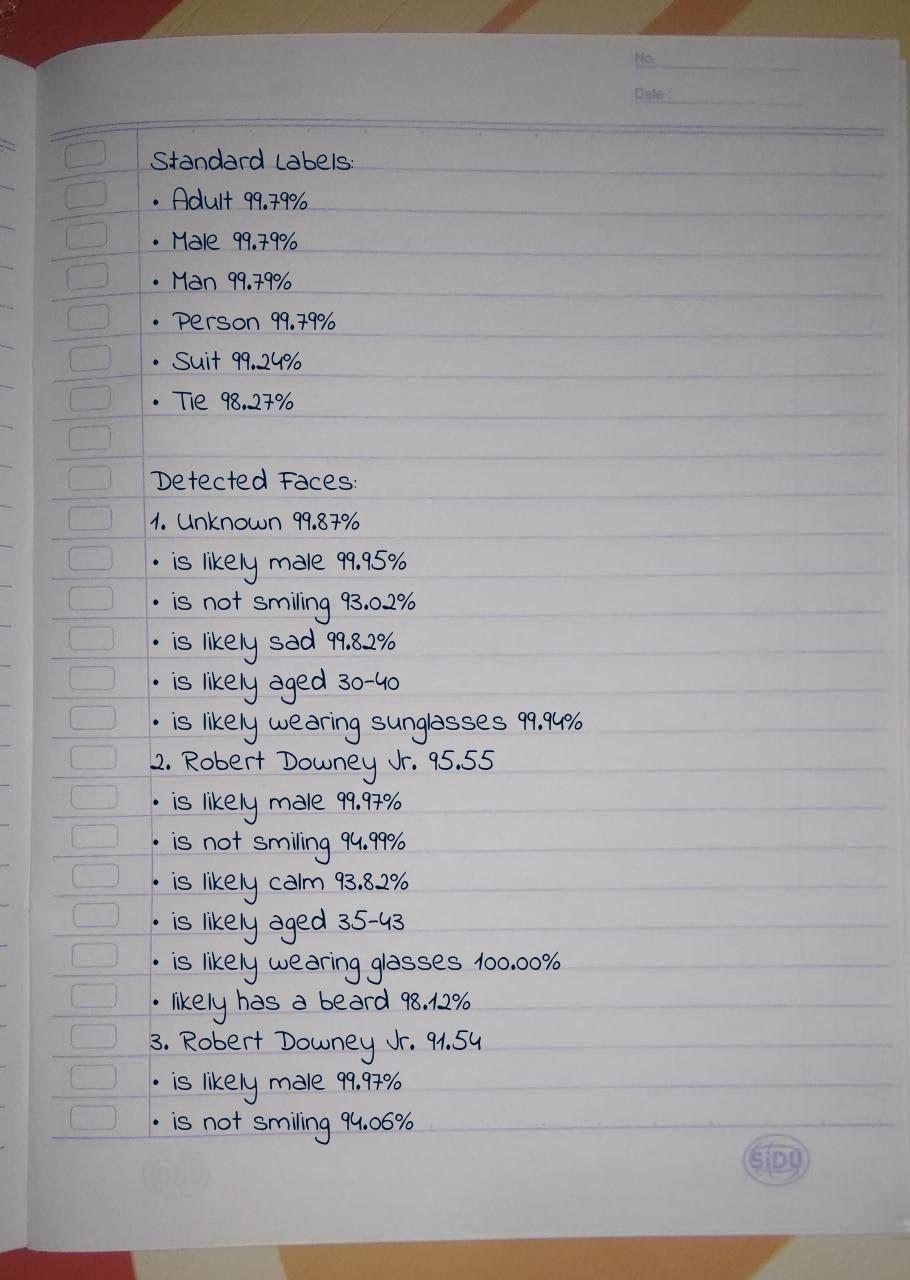 No.
Date :
Standard Labels:
• Adult 99.79%
• Male 99.79%
• Man 99.79%
• Person 99.79%
• Suit 99.24%
• Tie 98.27%
Detected Faces:
1. Unknown 99.87%
• is likely male 99.95%
• is not smiling 93.02%
• is likely sad 99.82%
• is likely aged 30-40
• is likely wearing sunglasses 99.94%
2. Robert Downey Jr. 95.55
• is likely male 99.97%
• is not smiling 94.99%
• is likely calm 93.82%
• is likely aged 35-43
• is likely wearing glasses 100.00%
• likely has a beard 98.12%
3. Robert Downey Jr. 91.54
• is likely male 99.97%
• is not smiling 94.06%
SiDU